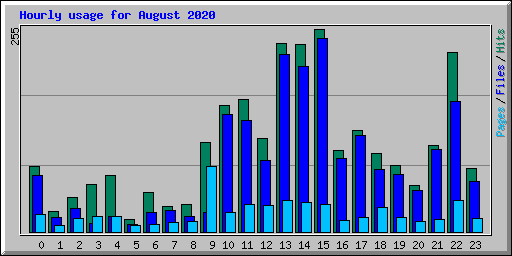 Hourly usage for August 2020
255
Pages / Files / Hits
0 1 2 3 4 5 6 7 8 9 10 11 12 13 14 15 16 17 18 19 20 21 22 23